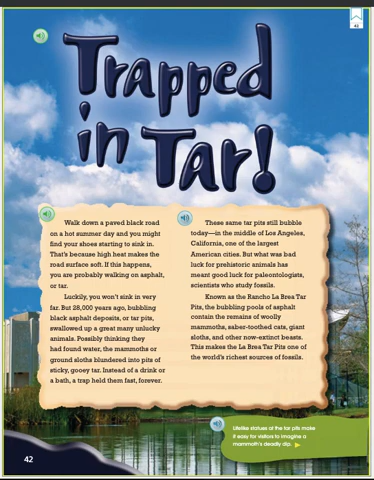 43
Trapped
in Tar!
Walk down a paved black road
on a hot summer day and you might
find your shoes starting to sink in.
That's because high heat makes the
road surface soft. If this happens,
you are probably walking on asphalt,
or tar.
Luckily, you won't sink in very
far. But 28,000 years ago, bubbling
black asphalt deposits, or tar pits,
swallowed up a great many unlucky
animals. Possibly thinking they
had found water, the mammoths or
ground sloths blundered into pits of
sticky, gooey tar. Instead of a drink or
a bath, a trap held them fast, forever.
These same tar pits still bubble
today—in the middle of Los Angeles,
California, one of the largest
American cities. But what was bad
luck for prehistoric animals has
meant good luck for paleontologists,
scientists who study fossils.
Known as the Rancho La Brea Tar
Pits, the bubbling pools of asphalt
contain the remains of woolly
mammoths, saber-toothed cats, giant
sloths, and other now-extinct beasts.
This makes the La Brea Tar Pits one of
the world's richest sources of fossils.
Lifelike statues at the tar pits make
it easy for visitors to imagine a
mammoth's deadly dip.
42